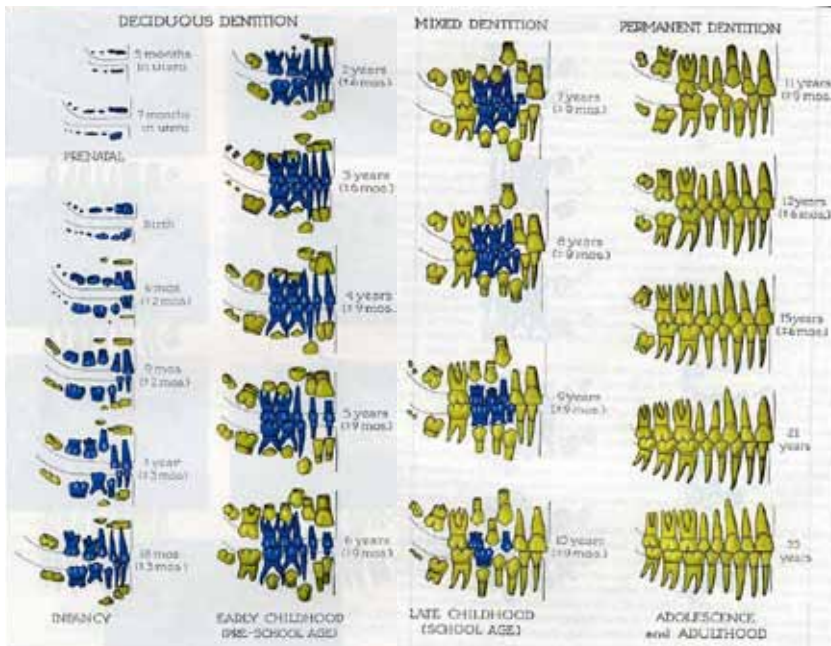 DECIDUOUS DENTITION
5 months
in utero
7 months
in utero
PRENATAL
Birth
6 mos
(±2 mos.)
9 mos
(±2 mos.)
1 year
(±3 mos.)
18 mos
(±3 mos.)
INFANCY
2 years
(±6 mos.)
3 years
(±6 mos.)
4 years
(±9 mos.)
5 years
(±9 mos.)
6 years
(±9 mos.)
EARLY CHILDHOOD
(PRE-SCHOOL AGE)
MIXED DENTITION
7 years
(±9 mos.)
8 years
(±9 mos.)
9 years
(±9 mos.)
10 years
(±9 mos.)
LATE CHILDHOOD
(SCHOOL AGE)
PERMANENT DENTITION
11 years
(±9 mos.)
12 years
(±6 mos.)
15 years
(±6 mos.)
21
years
35
years
ADOLESCENCE
and ADULTHOOD